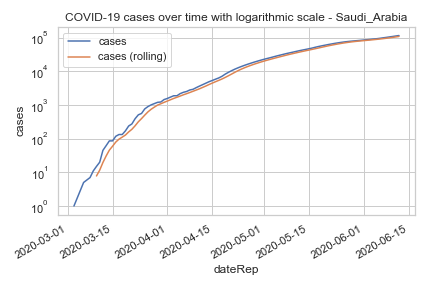 COVID-19 cases over time with logarithmic scale - Saudi_Arabia
cases
cases (rolling)
10^5
10^4
10^3
10^2
10^1
10^0
cases
2020-03-01
2020-03-15
2020-04-01
2020-04-15
2020-05-01
2020-05-15
2020-06-01
2020-06-15
dateRep